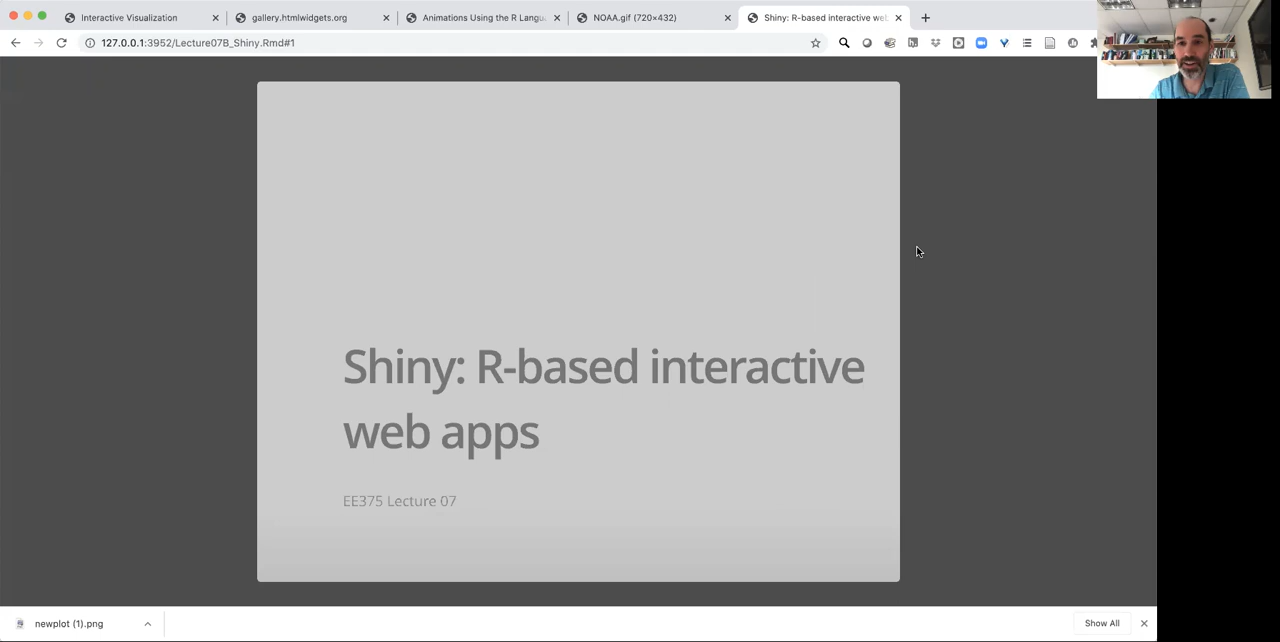 Interactive Visualization
gallery.htmlwidgets.org
Animations Using the R Langu
NOAA.gif (720×432)
Shiny: R-based interactive we
127.0.0.1:3952/Lecture07B_Shiny.Rmd#1
Shiny: R-based interactive
web apps
EE375 Lecture 07
newplot (1).png
Show All